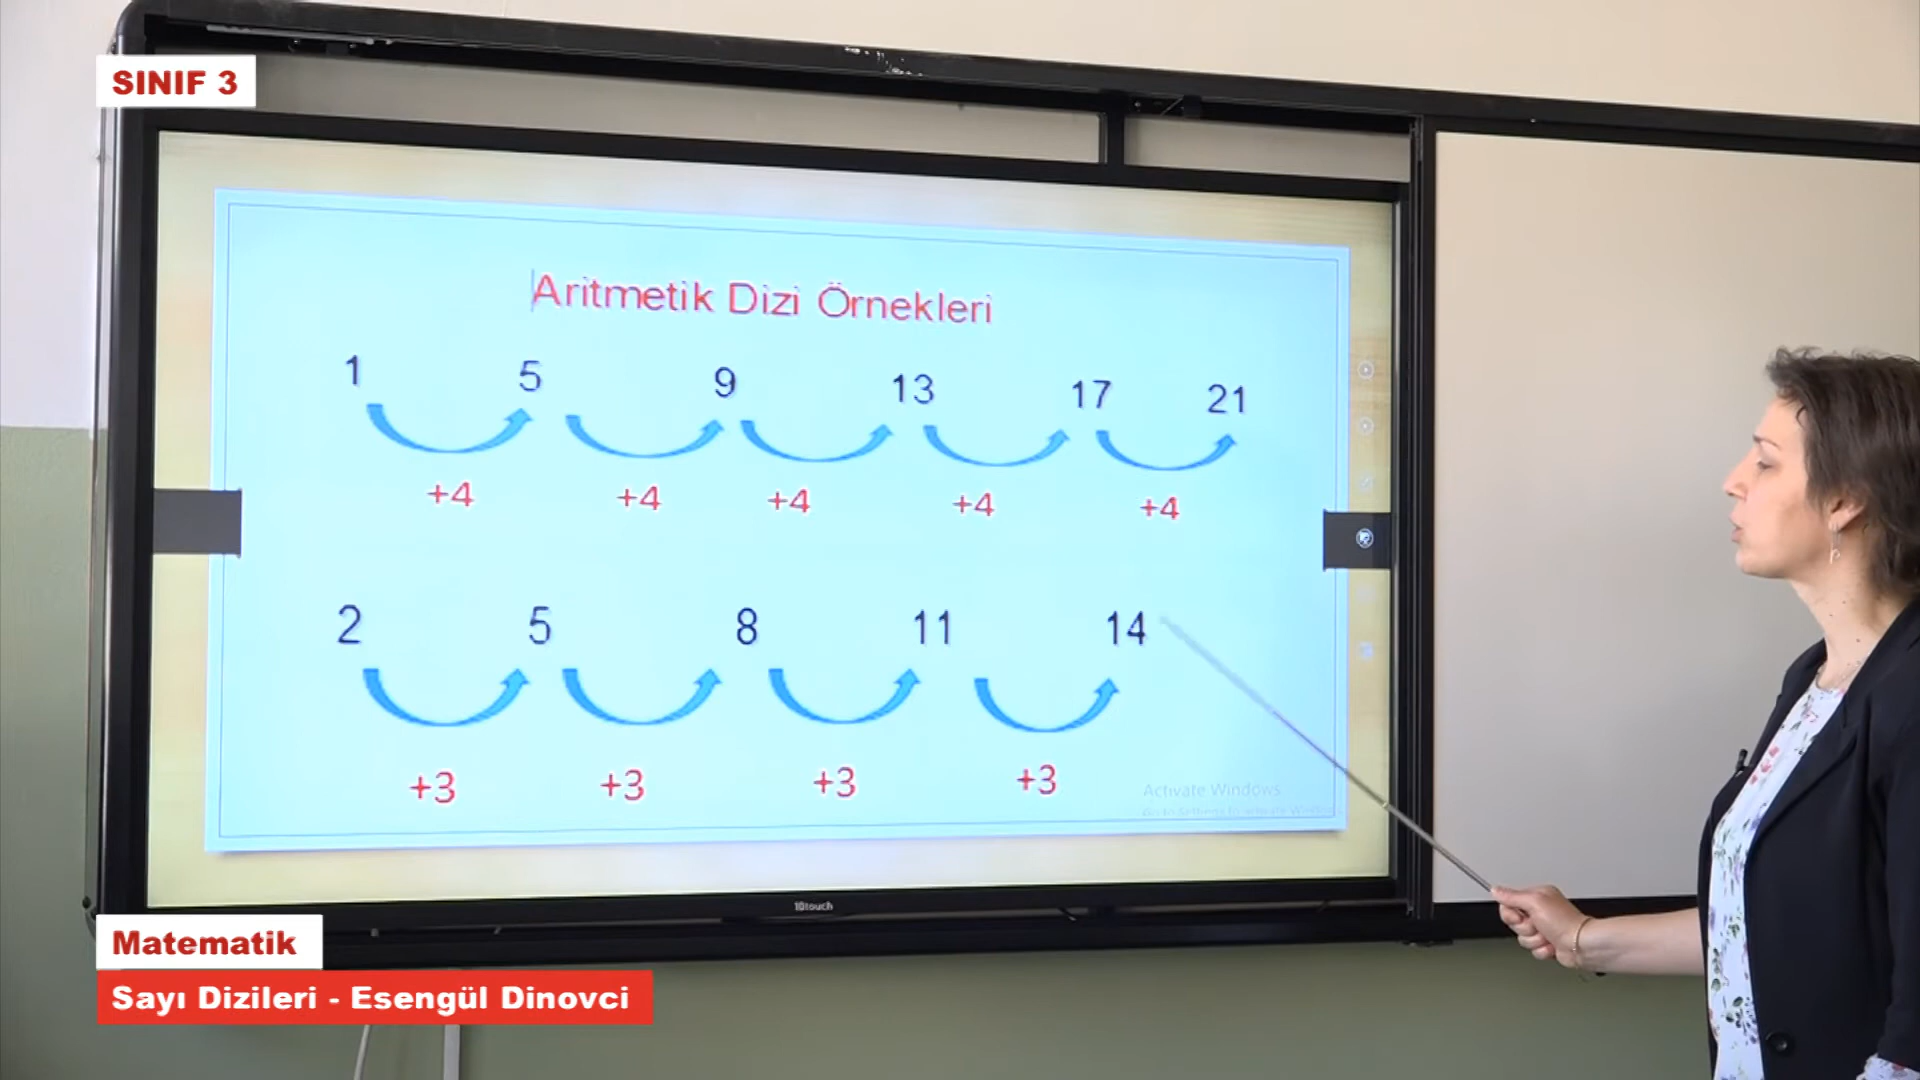 SINIF 3
Aritmetik Dizi Örnekleri
1 5 9 13 17 21
+4 +4 +4 +4 +4
2 5 8 11 14
+3 +3 +3 +3
Activate Windows
Matematik
Sayı Dizileri - Esengül Dinovci